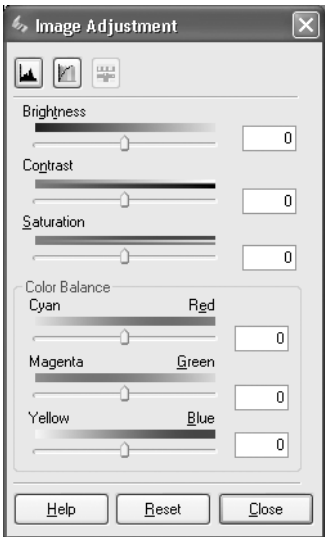 Image Adjustment
Brightness
0
Contrast
0
Saturation
0
Color Balance
Cyan Red
0
Magenta Green
0
Yellow Blue
0
Help Reset Close